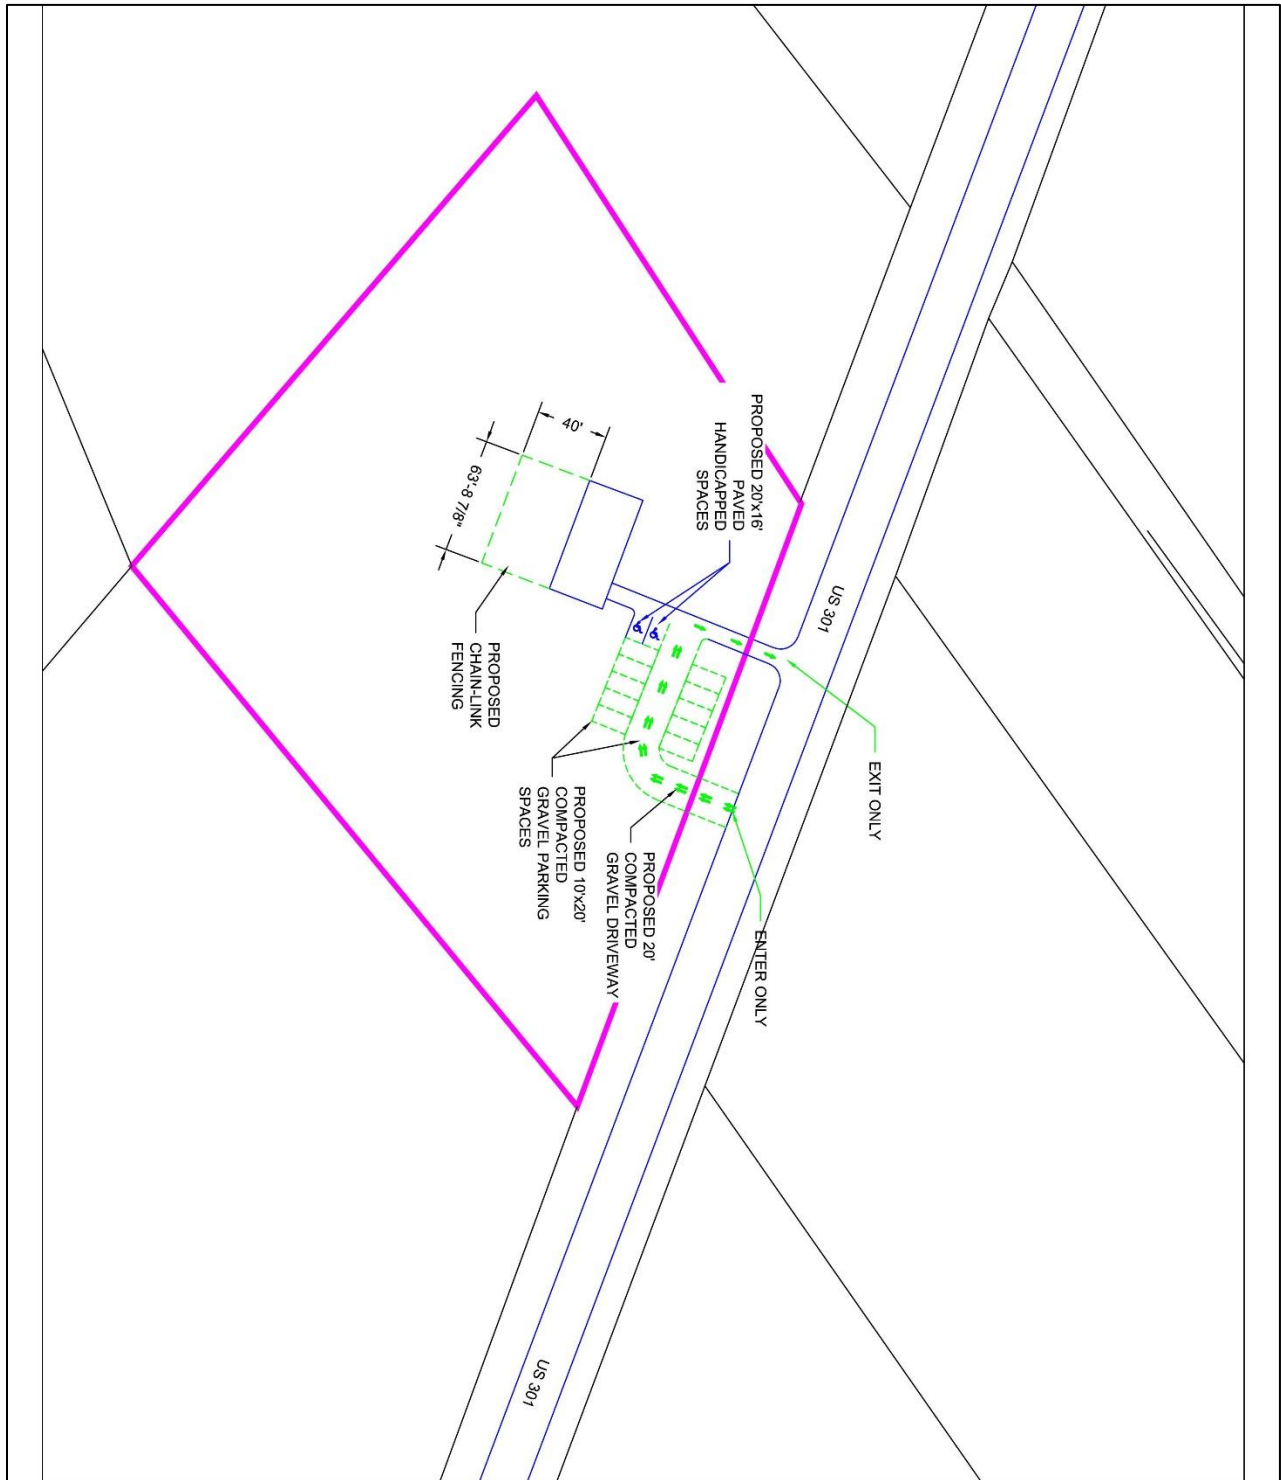 US 301
PROPOSED 20'x16'
PAVED
HANDICAPPED
SPACES
40'
63'-8 7/8"
PROPOSED
CHAIN-LINK
FENCING
EXIT ONLY
ENTER ONLY
PROPOSED 20'
COMPACTED
GRAVEL DRIVEWAY
PROPOSED 10'x20'
COMPACTED
GRAVEL PARKING
SPACES
US 301